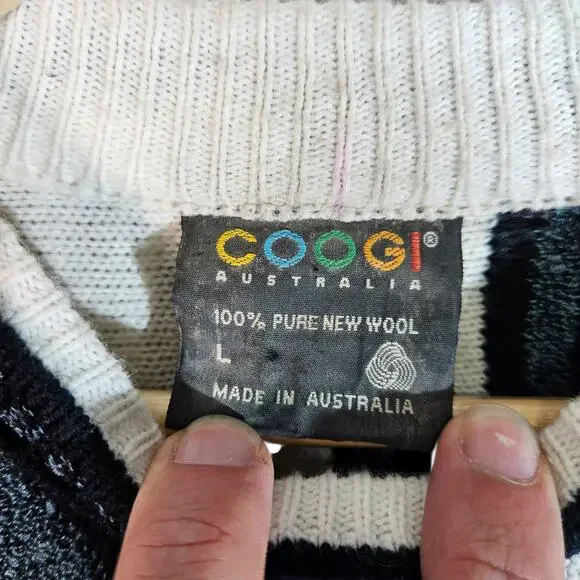 COOGI®
AUSTRALIA
100% PURE NEW WOOL
L
MADE IN AUSTRALIA